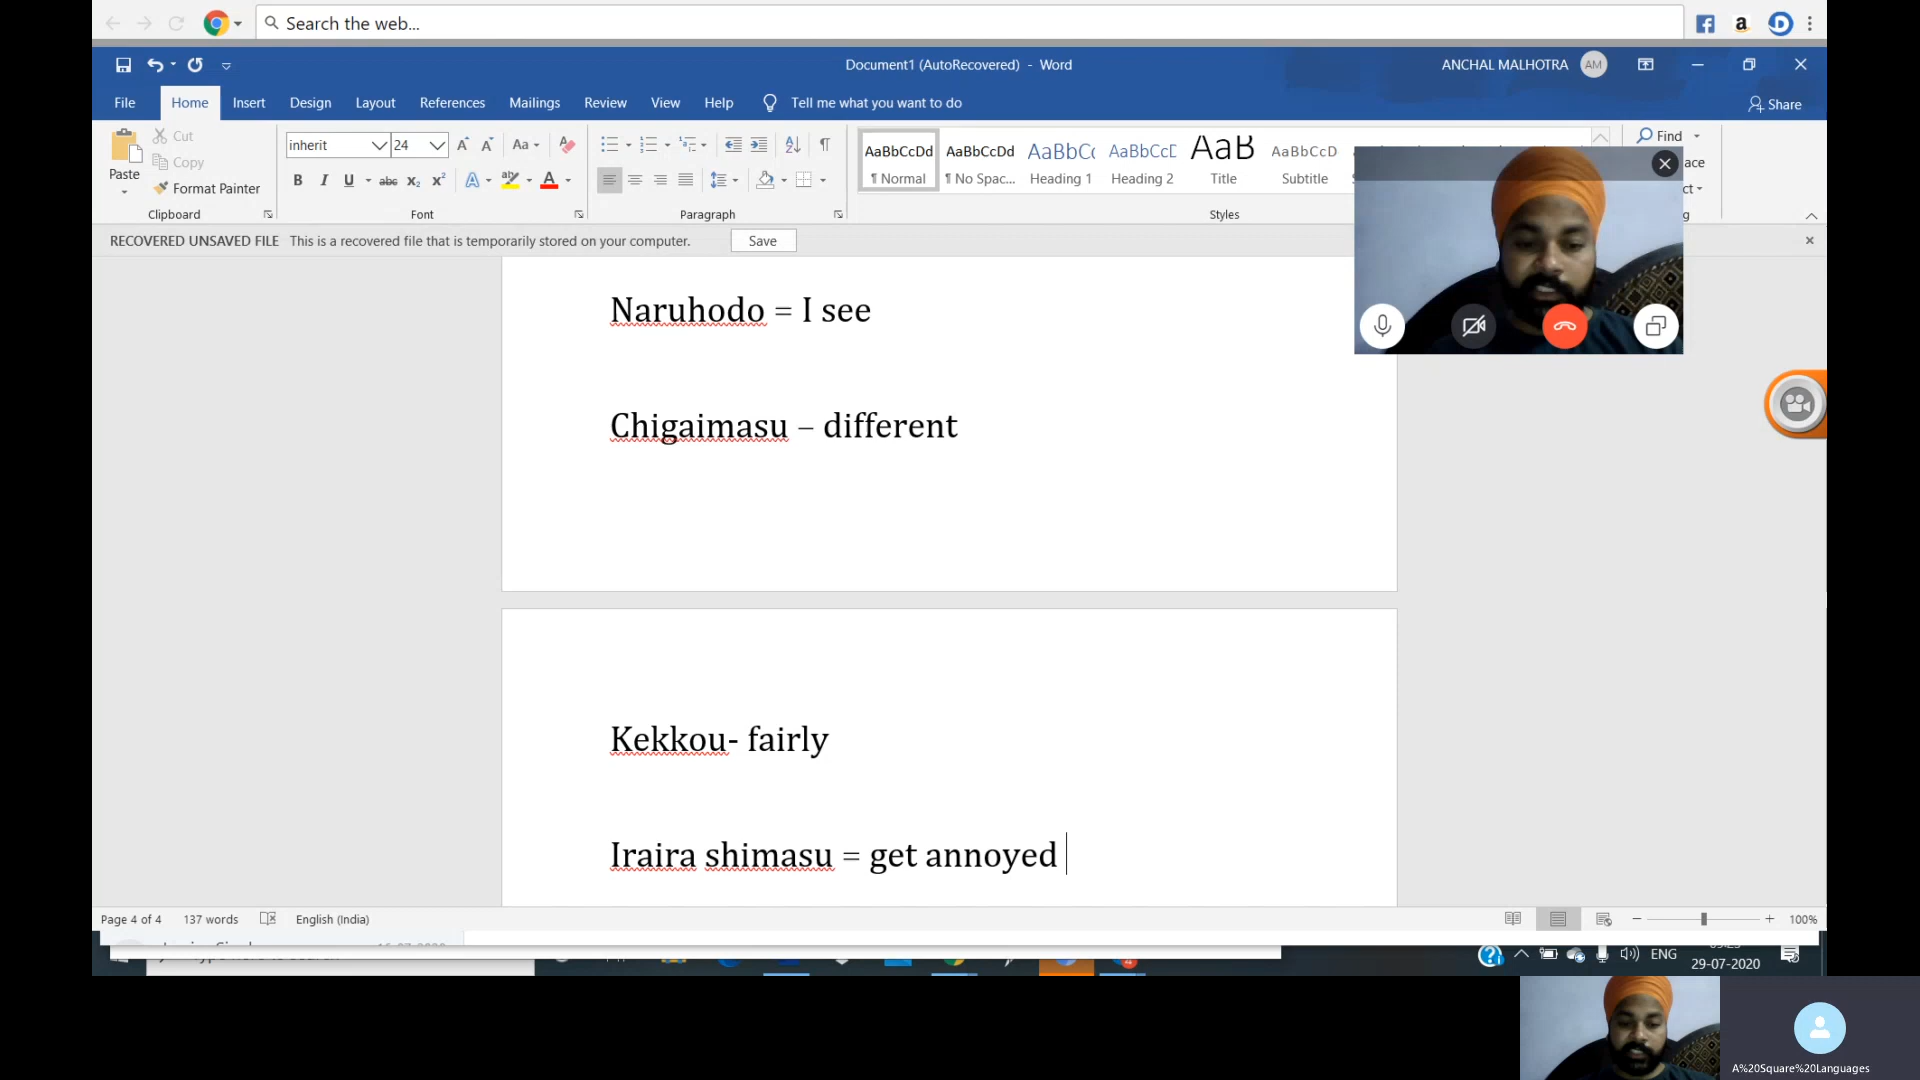 Search the web...
Document1 (AutoRecovered) - Word
ANCHAL MALHOTRA AM
File Home Insert Design Layout References Mailings Review View Help Tell me what you want to do Share
Paste
Cut
Copy
Format Painter
Clipboard
inherit 24
Font
Paragraph
AaBbCcDd AaBbCcDd AaBbCc AaBbCcE AaB AaBbCcD
¶ Normal ¶ No Spac... Heading 1 Heading 2 Title Subtitle
Styles
Find
RECOVERED UNSAVED FILE This is a recovered file that is temporarily stored on your computer. Save
Naruhodo = I see
Chigaimasu – different
Kekkou- fairly
Iraira shimasu = get annoyed
Page 4 of 4 137 words English (India) 100%
ENG
29-07-2020
A%20Square%20Languages